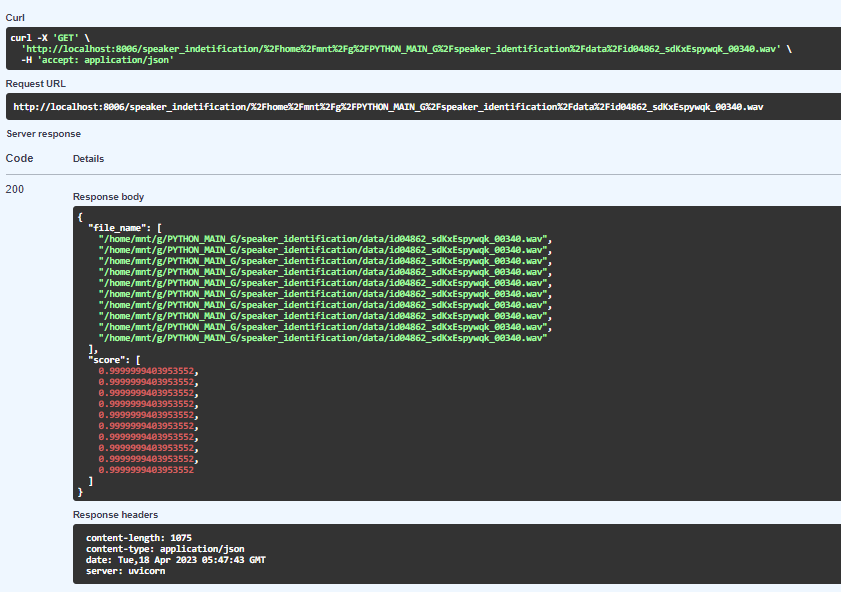 Curl
curl -X 'GET' \
'http://localhost:8006/speaker_indetification/%2Fhome%2Fmnt%2Fg%2FPYTHON_MAIN_G%2Fspeaker_identification%2Fdata%2Fid04862_sdKxEspywqk_00340.wav' \
-H 'accept: application/json'
Request URL
http://localhost:8006/speaker_indetification/%2Fhome%2Fmnt%2Fg%2FPYTHON_MAIN_G%2Fspeaker_identification%2Fdata%2Fid04862_sdKxEspywqk_00340.wav
Server response
Code Details
200
Response body
{
"file_name": [
"/home/mnt/g/PYTHON_MAIN_G/speaker_identification/data/id04862_sdKxEspywqk_00340.wav",
"/home/mnt/g/PYTHON_MAIN_G/speaker_identification/data/id04862_sdKxEspywqk_00340.wav",
"/home/mnt/g/PYTHON_MAIN_G/speaker_identification/data/id04862_sdKxEspywqk_00340.wav",
"/home/mnt/g/PYTHON_MAIN_G/speaker_identification/data/id04862_sdKxEspywqk_00340.wav",
"/home/mnt/g/PYTHON_MAIN_G/speaker_identification/data/id04862_sdKxEspywqk_00340.wav",
"/home/mnt/g/PYTHON_MAIN_G/speaker_identification/data/id04862_sdKxEspywqk_00340.wav",
"/home/mnt/g/PYTHON_MAIN_G/speaker_identification/data/id04862_sdKxEspywqk_00340.wav",
"/home/mnt/g/PYTHON_MAIN_G/speaker_identification/data/id04862_sdKxEspywqk_00340.wav",
"/home/mnt/g/PYTHON_MAIN_G/speaker_identification/data/id04862_sdKxEspywqk_00340.wav",
"/home/mnt/g/PYTHON_MAIN_G/speaker_identification/data/id04862_sdKxEspywqk_00340.wav"
],
"score": [
0.9999999403953552,
0.9999999403953552,
0.9999999403953552,
0.9999999403953552,
0.9999999403953552,
0.9999999403953552,
0.9999999403953552,
0.9999999403953552,
0.9999999403953552,
0.9999999403953552
]
}
Response headers
content-length: 1075
content-type: application/json
date: Tue,18 Apr 2023 05:47:43 GMT
server: uvicorn